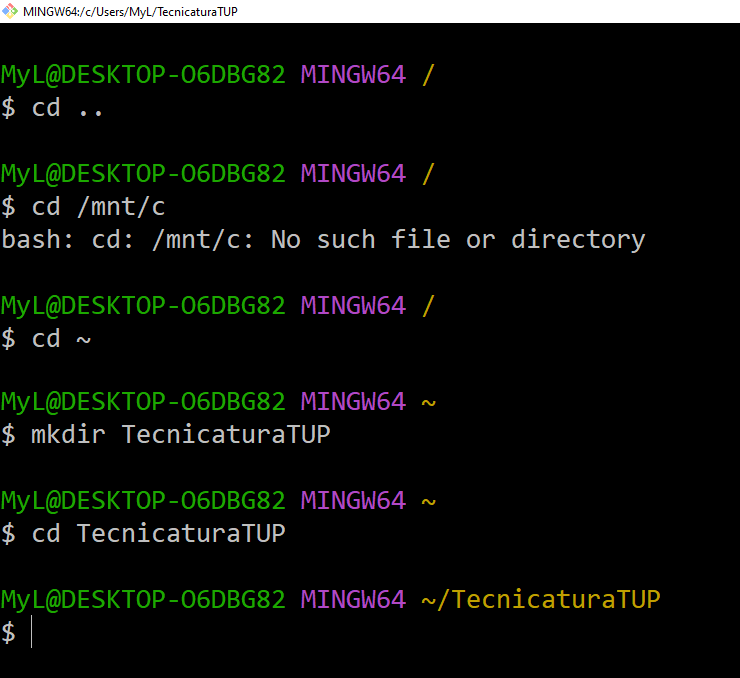 MINGW64:/c/Users/MyL/TecnicaturaTUP
MyL@DESKTOP-O6DBG82 MINGW64 /
$ cd ..
MyL@DESKTOP-O6DBG82 MINGW64 /
$ cd /mnt/c
bash: cd: /mnt/c: No such file or directory
MyL@DESKTOP-O6DBG82 MINGW64 /
$ cd ~
MyL@DESKTOP-O6DBG82 MINGW64 ~
$ mkdir TecnicaturaTUP
MyL@DESKTOP-O6DBG82 MINGW64 ~
$ cd TecnicaturaTUP
MyL@DESKTOP-O6DBG82 MINGW64 ~/TecnicaturaTUP
$